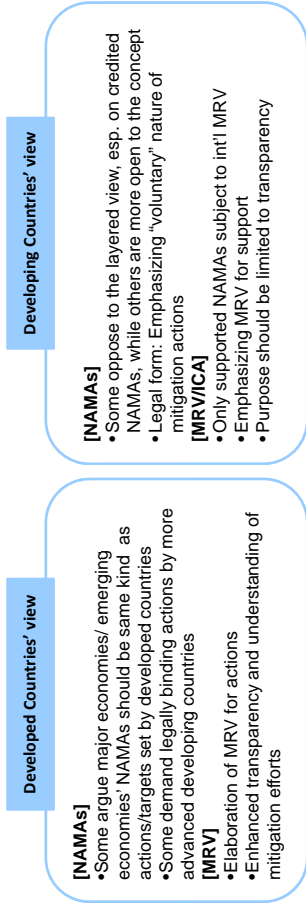 Developed Countries' view
[NAMAs]
•Some argue major economies/ emerging
economies' NAMAs should be same kind as
actions/targets set by developed countries
•Some demand legally binding actions by more
advanced developing countries
[MRV]
•Elaboration of MRV for actions
•Enhanced transparency and understanding of
mitigation efforts
Developing Countries' view
[NAMAs]
•Some oppose to the layered view, esp. on credited
NAMAs, while others are more open to the concept
•Legal form: Emphasizing "voluntary" nature of
mitigation actions
[MRV/ICA]
•Only supported NAMAs subject to int'l MRV
•Emphasizing MRV for support
•Purpose should be limited to transparency